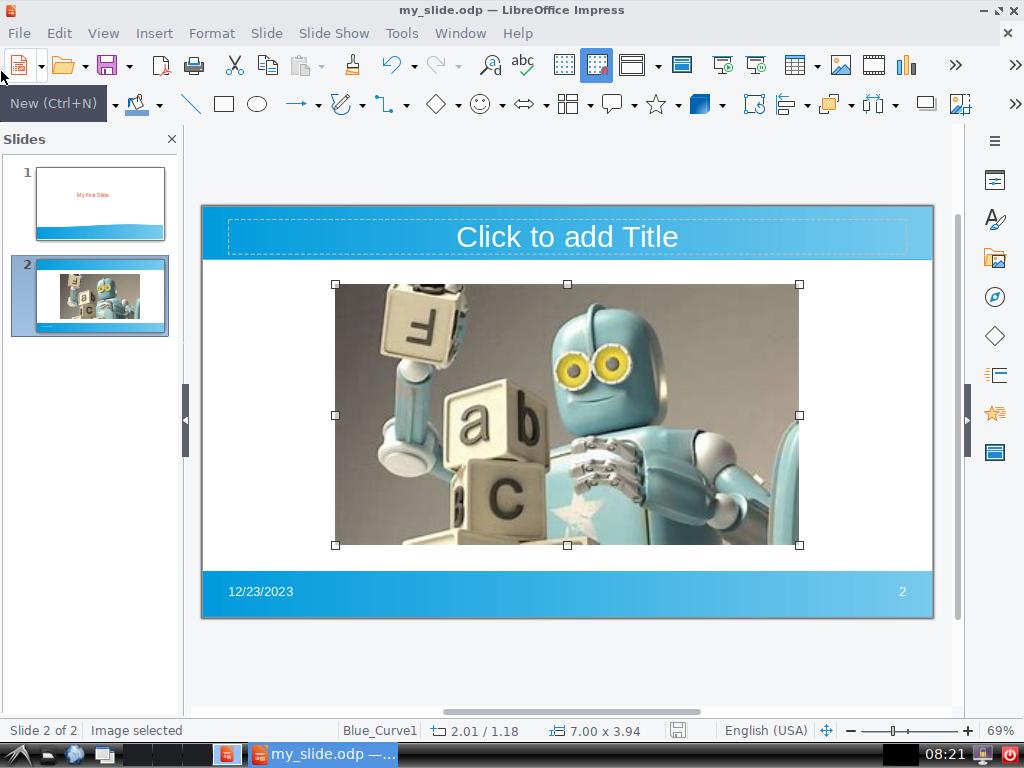 my_slide.odp — LibreOffice Impress
File Edit View Insert Format Slide Slide Show Tools Window Help
abc
New (Ctrl+N)
Slides
1
My First Slide
2
Click to add Title
F
a b
C
B
12/23/2023 2
Slide 2 of 2 Image selected Blue_Curve1 2.01 / 1.18 7.00 x 3.94 English (USA) 69%
my_slide.odp —... 08:21